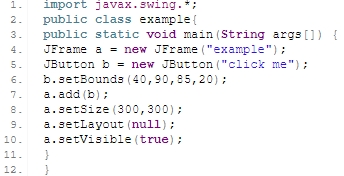 1. import javax.swing.*;
2. public class example{
3. public static void main(String args[]) {
4. JFrame a = new JFrame("example");
5. JButton b = new JButton("click me");
6. b.setBounds(40,90,85,20);
7. a.add(b);
8. a.setSize(300,300);
9. a.setLayout(null);
10. a.setVisible(true);
11. }
12. }